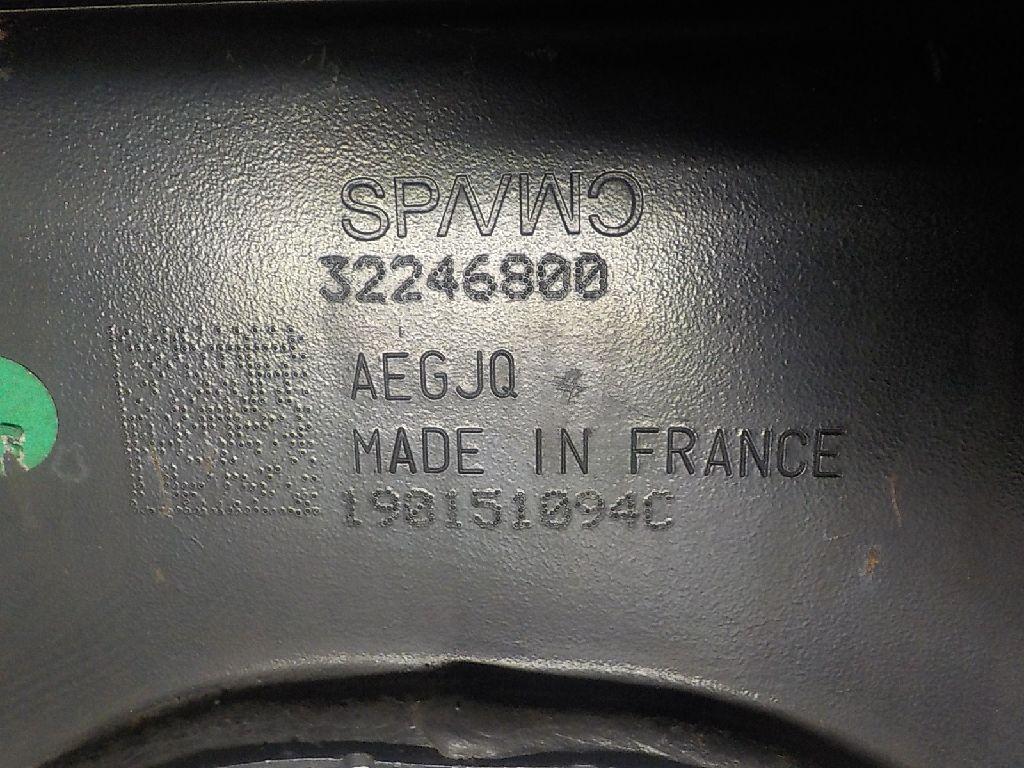 SPVWC
32246800
AEGJQ
MADE IN FRANCE
190151094C